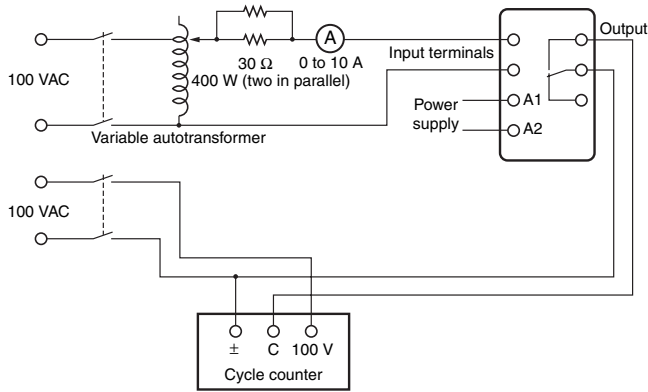 Output
A
Input terminals
100 VAC
30 Ω
0 to 10 A
400 W (two in parallel)
Power
supply
A1
A2
Variable autotransformer
100 VAC
± C 100 V
Cycle counter